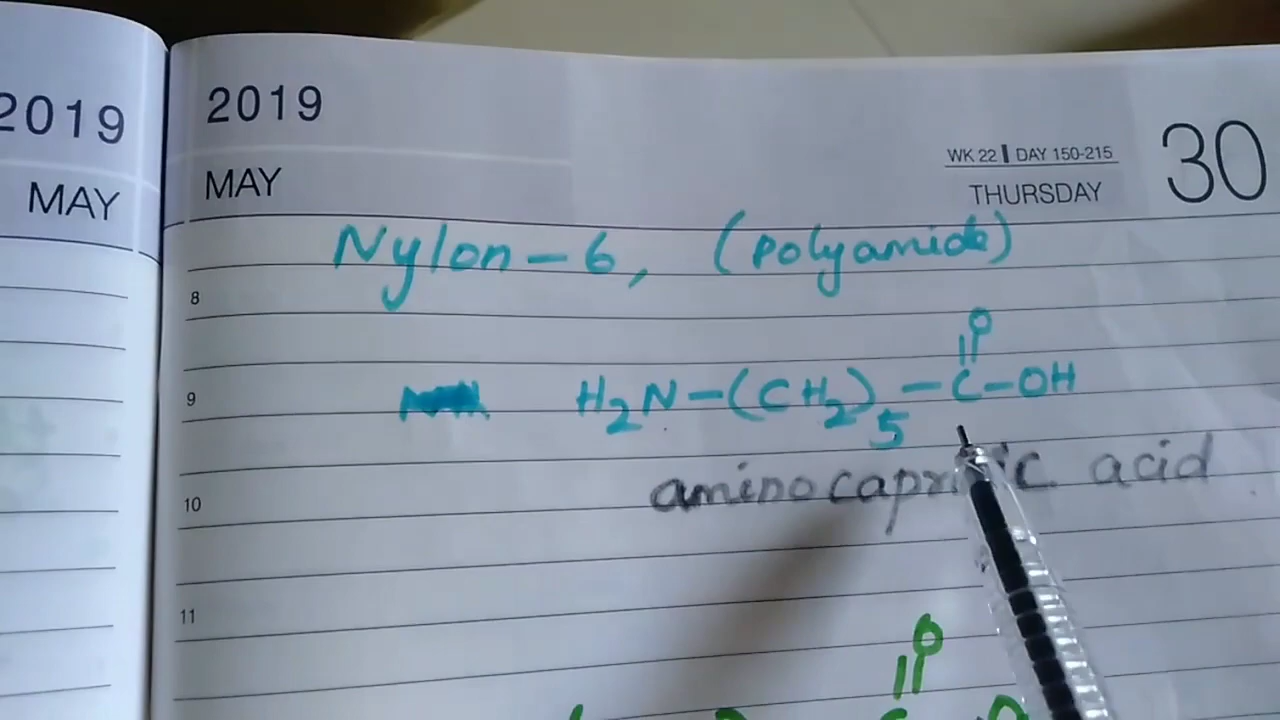 2019
MAY
2019
MAY
WK 22 | DAY 150-215
THURSDAY
30
Nylon-6, (Polyamide)
8
O
9
H2N-(CH2)5-C-OH
acid
10
11
O